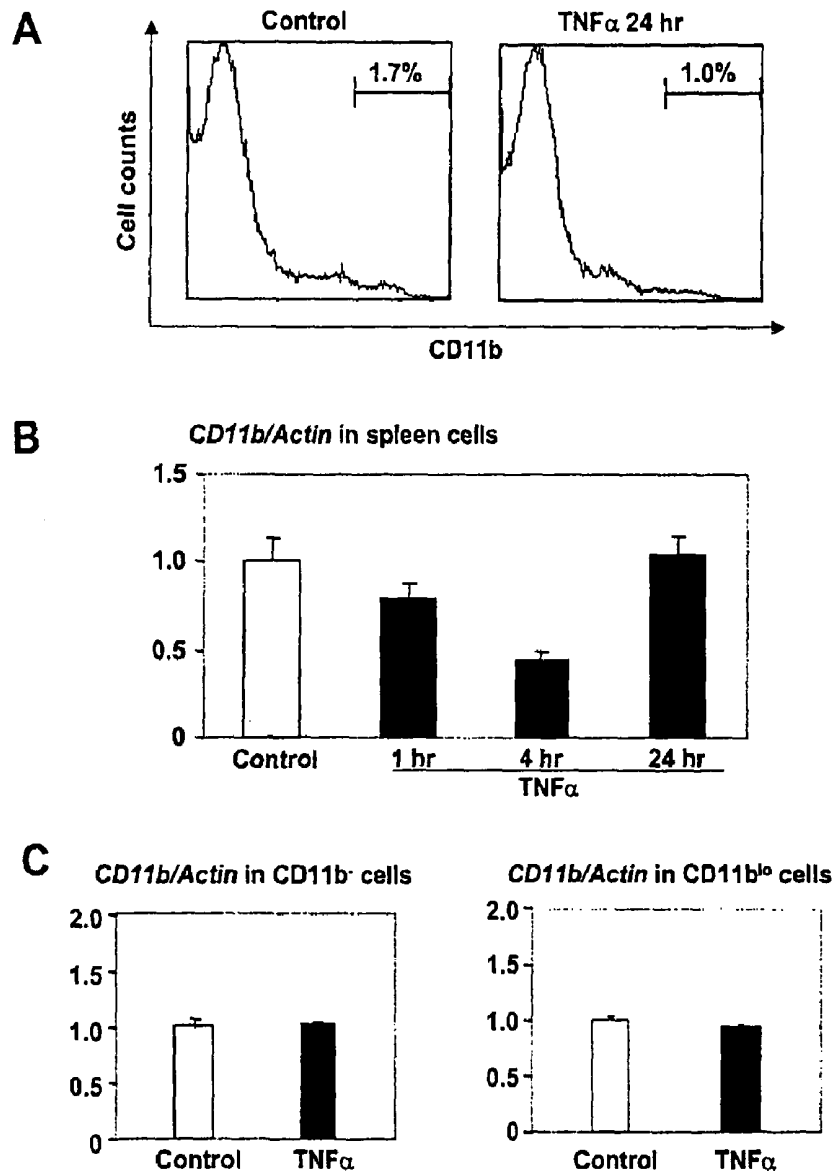 A
Control
TNFα 24 hr
1.7%
1.0%
Cell counts
CD11b
B
CD11b/Actin in spleen cells
1.5
1.0
0.5
0
Control
1 hr
4 hr
24 hr
TNFα
C
CD11b/Actin in CD11b⁻ cells
2.0
1.5
1.0
0.5
0
Control
TNFα
CD11b/Actin in CD11bˡᵒ cells
2.0
1.5
1.0
0.5
0
Control
TNFα